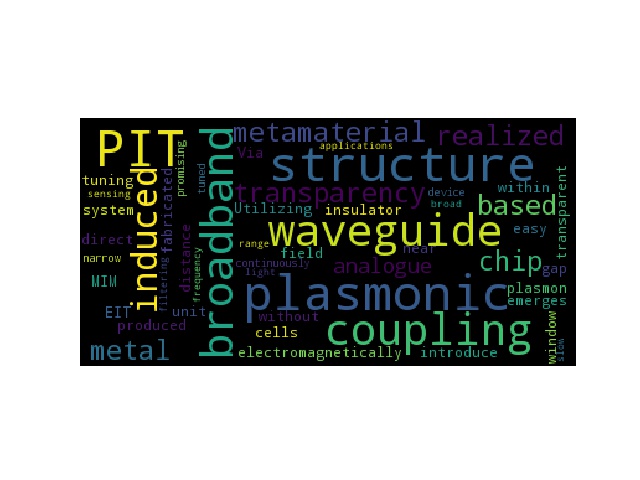 PIT
induced
broadband
metamaterial
realized
applications
Via
structure
promising
tuning
sensing
system
fabricated
tuned
transparency
device
broad
within
based
transparent
Utilizing
insulator
waveguide
easy
direct
distance
range
field
near
narrow
continuously
light
analogue
chip
gap
MIM
filtering
frequency
plasmonic
plasmon
emerges
EIT
unit
without
produced
cells
coupling
window
slow
metal
electromagnetically
introduce